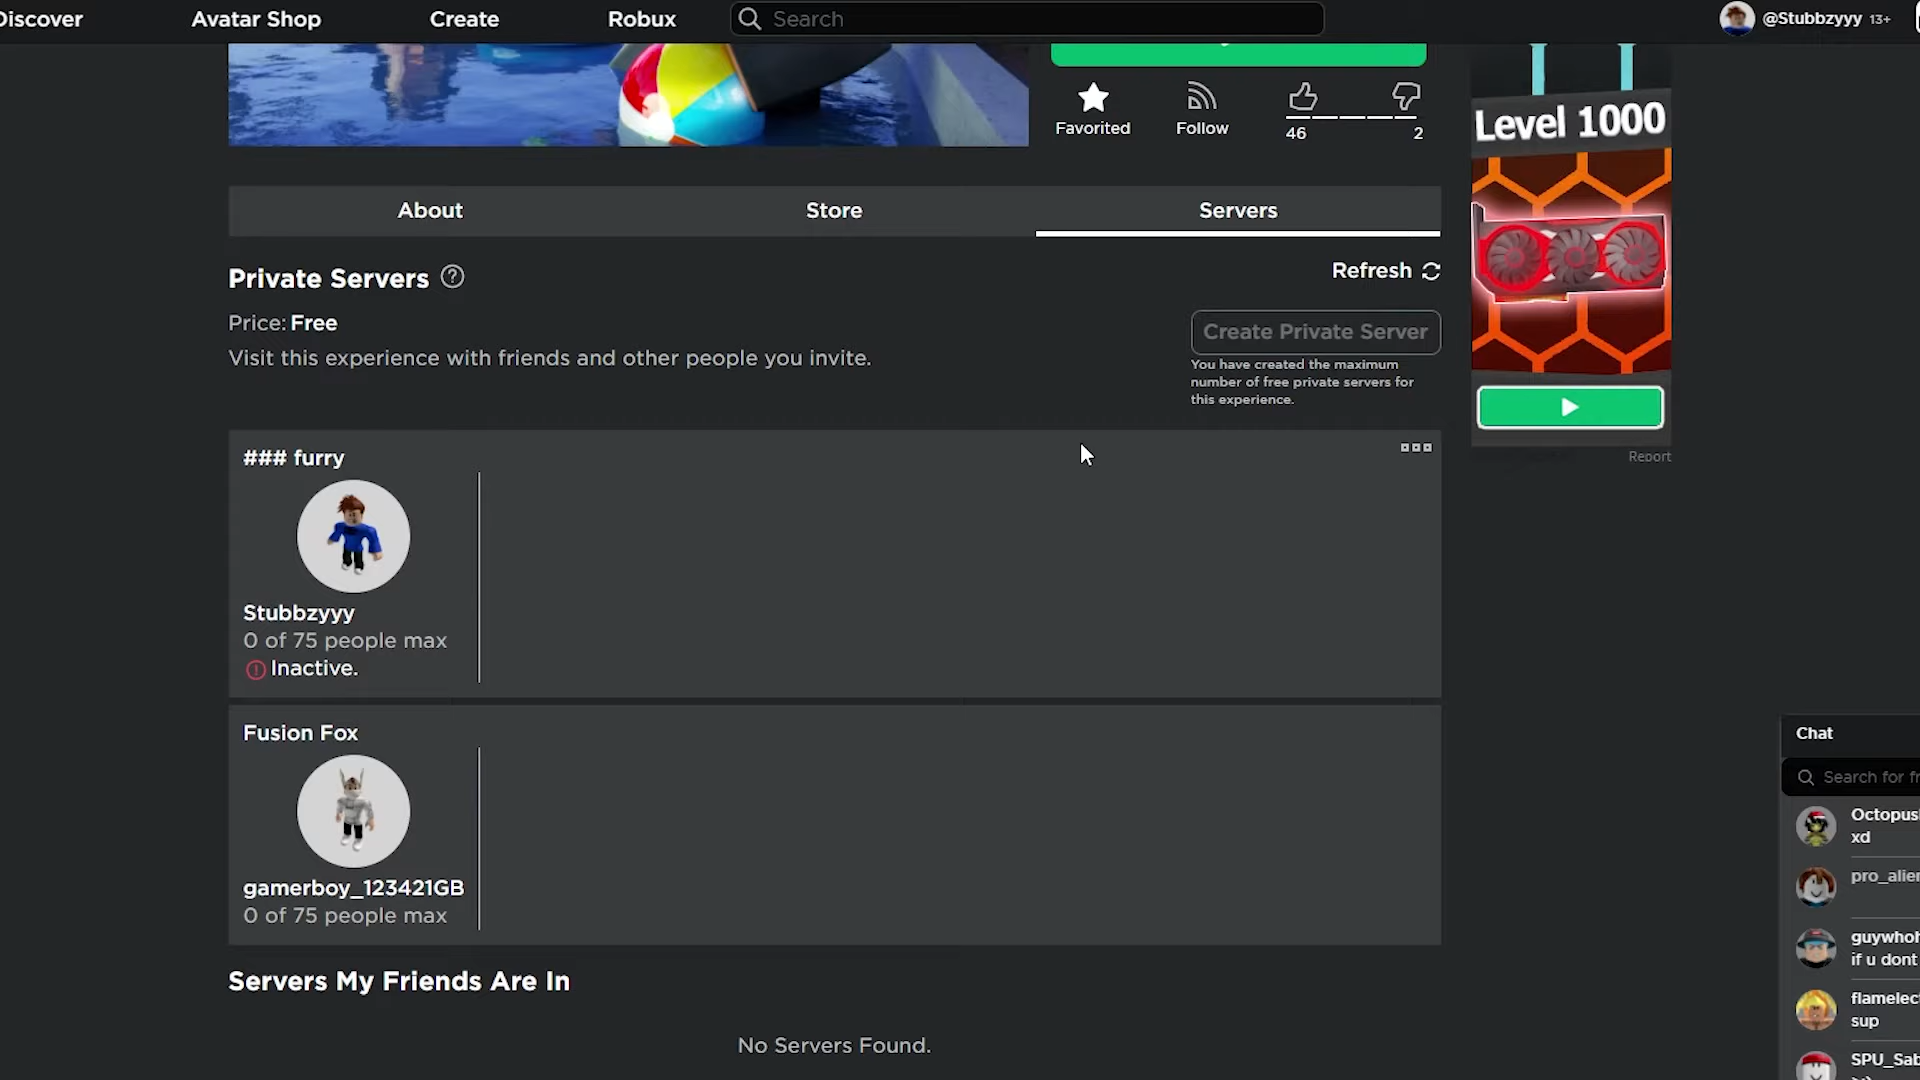 Discover
Avatar Shop
Create
Robux
Search
@Stubbzyyy 13+
Favorited
Follow
46
2
Level 1000
About
Store
Servers
Private Servers
Refresh
Price: Free
Create Private Server
Visit this experience with friends and other people you invite.
You have created the maximum
number of free private servers for
this experience.
Report
### furry
Stubbzyyy
0 of 75 people max
Inactive.
Fusion Fox
gamerboy_123421GB
0 of 75 people max
Servers My Friends Are In
No Servers Found.
Chat
Search for
xd
if u dont
sup